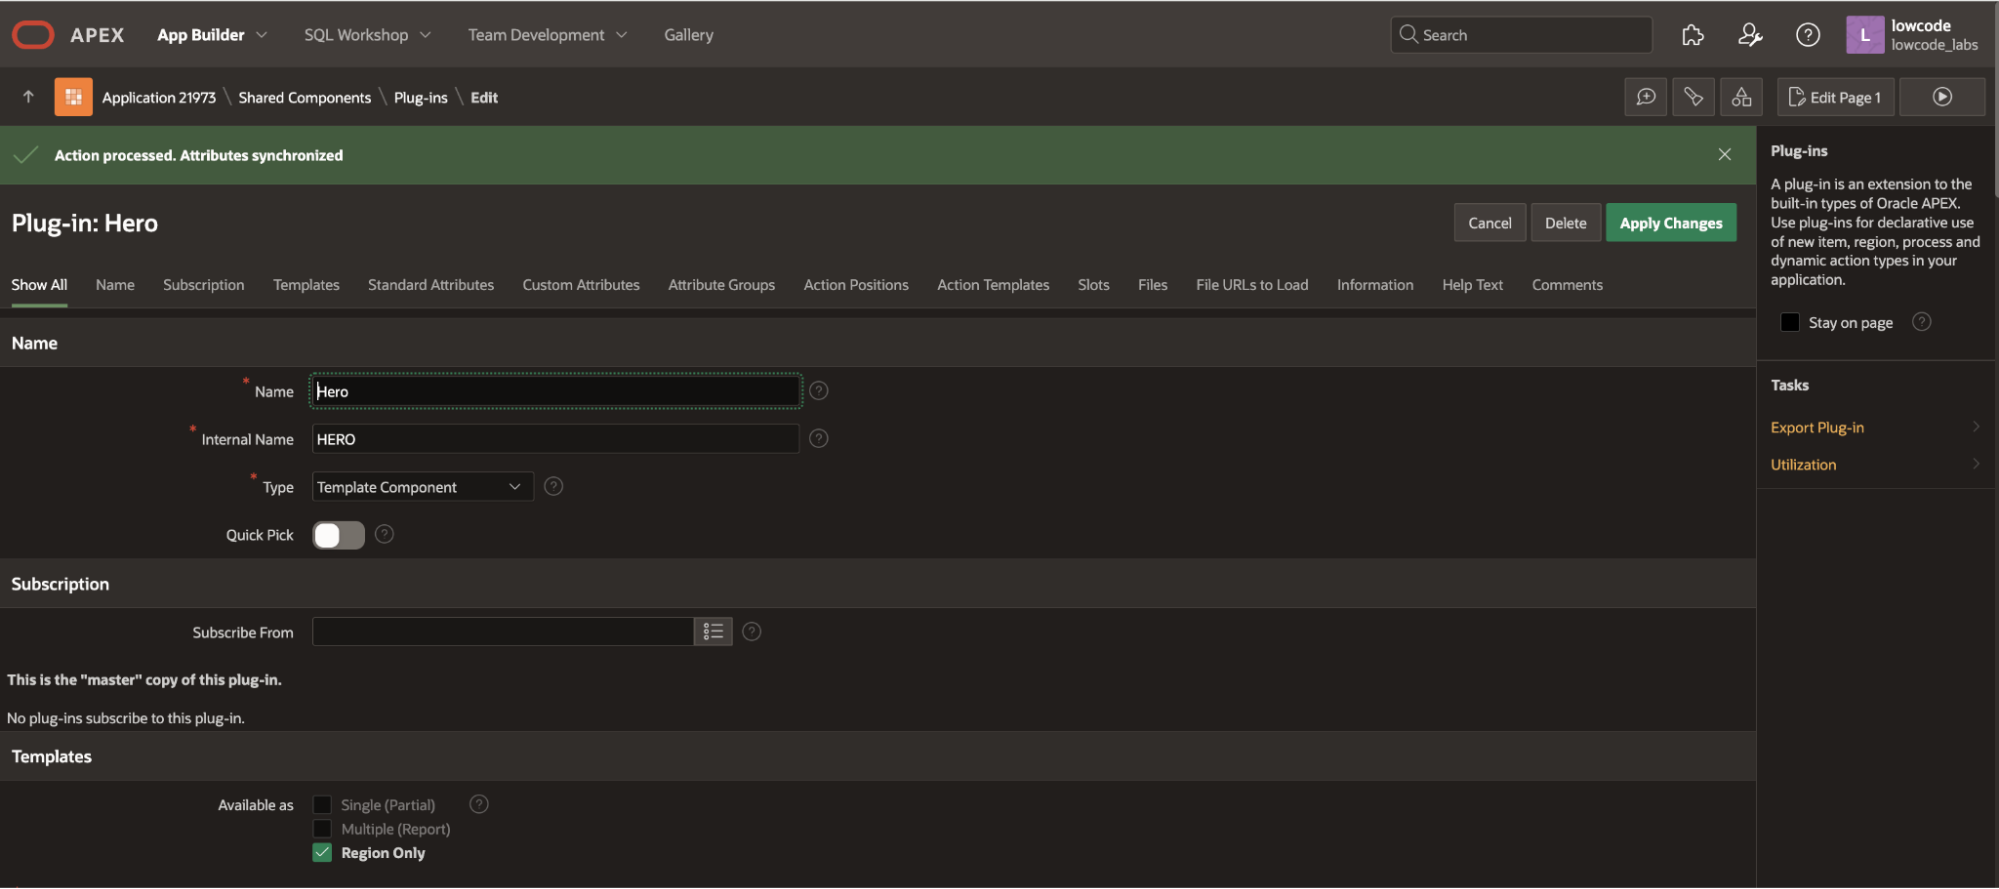 APEX App Builder SQL Workshop Team Development Gallery Search L lowcode
lowcode_labs
Application 21973 \ Shared Components \ Plug-ins \ Edit Edit Page 1
Action processed. Attributes synchronized
Plug-in: Hero Cancel Delete Apply Changes
Show All Name Subscription Templates Standard Attributes Custom Attributes Attribute Groups Action Positions Action Templates Slots Files File URLs to Load Information Help Text Comments
Name
* Name Hero
* Internal Name HERO
* Type Template Component
Quick Pick
Subscription
Subscribe From
This is the "master" copy of this plug-in.
No plug-ins subscribe to this plug-in.
Templates
Available as Single (Partial)
Multiple (Report)
Region Only
Plug-ins
A plug-in is an extension to the
built-in types of Oracle APEX.
Use plug-ins for declarative use
of new item, region, process and
dynamic action types in your
application.
Stay on page
Tasks
Export Plug-in
Utilization